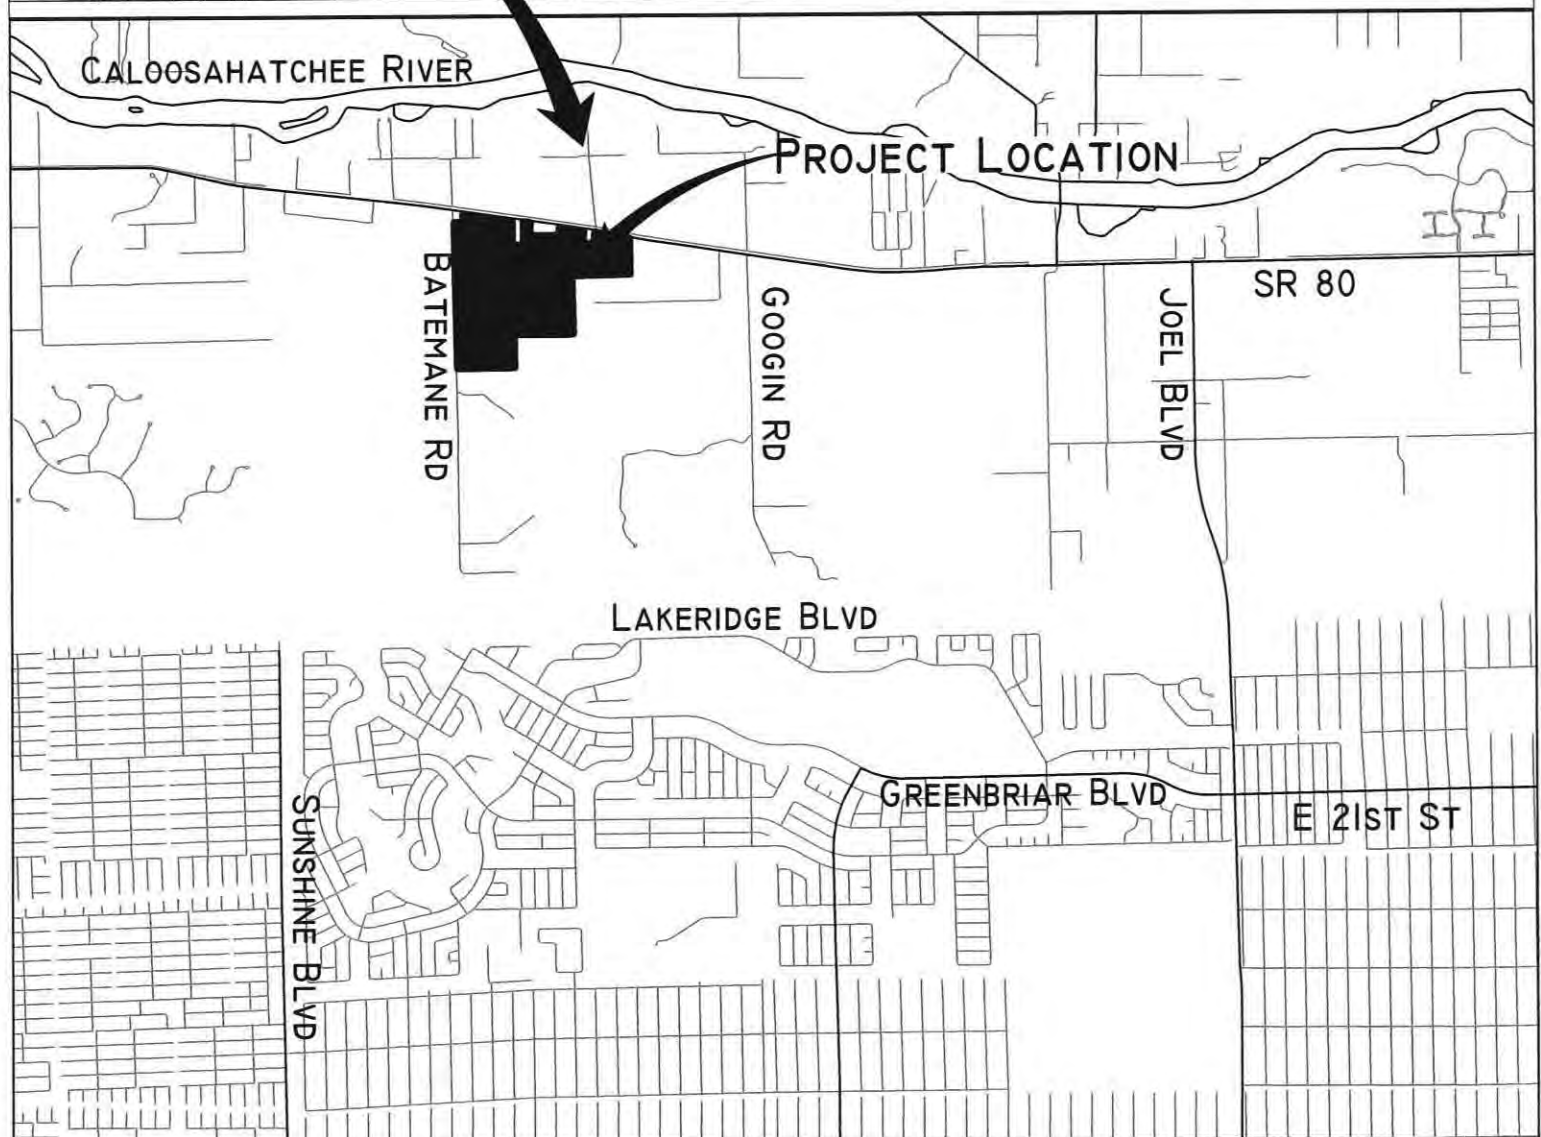 CALOOSAHATCHEE RIVER
PROJECT LOCATION
BATEMANE RD
GOOGIN RD
JOEL BLVD
SR 80
LAKERIDGE BLVD
SUNSHINE BLVD
GREENBRIAR BLVD
E 21ST ST